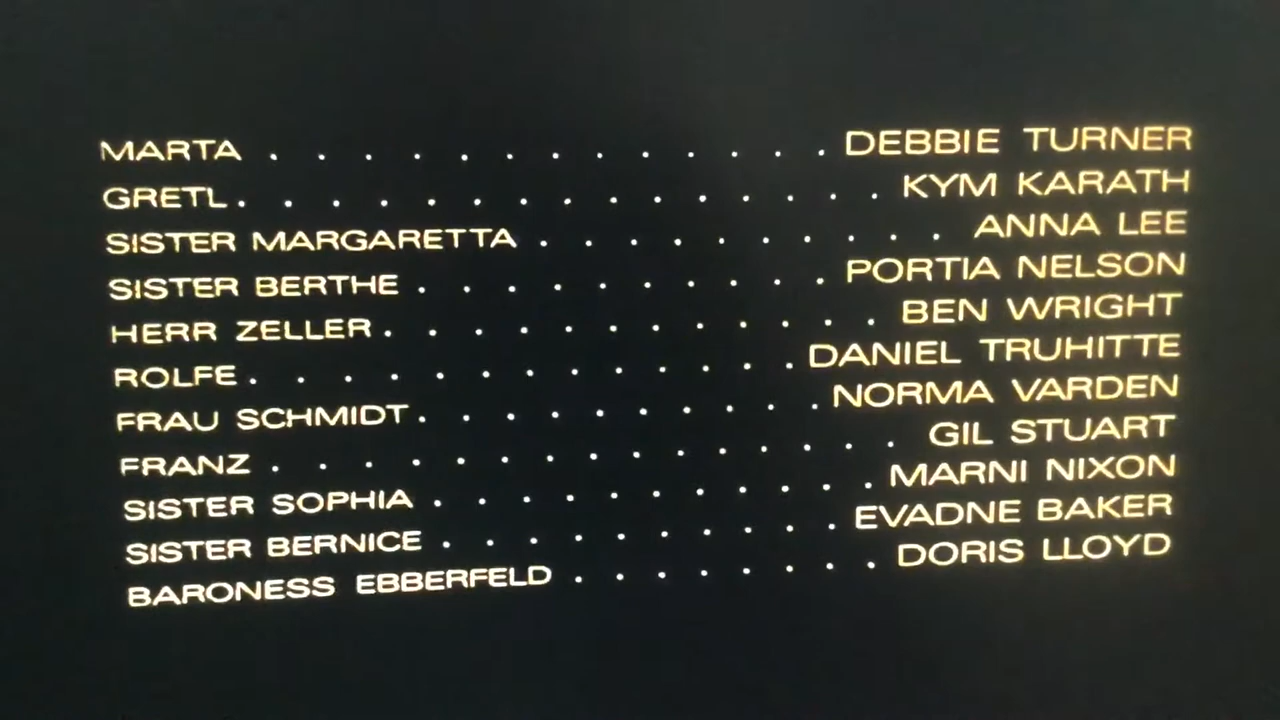 MARTA . . . . . . . . . . . . . DEBBIE TURNER
GRETL . . . . . . . . . . . . . . . KYM KARATH
SISTER MARGARETTA . . . . . . . . . . ANNA LEE
SISTER BERTHE . . . . . . . . . . PORTIA NELSON
HERR ZELLER . . . . . . . . . . . . BEN WRIGHT
ROLFE . . . . . . . . . . . . . DANIEL TRUHITTE
FRAU SCHMIDT . . . . . . . . . . NORMA VARDEN
FRANZ . . . . . . . . . . . . . . . GIL STUART
SISTER SOPHIA . . . . . . . . . . . MARNI NIXON
SISTER BERNICE . . . . . . . . . . EVADNE BAKER
BARONESS EBBERFELD . . . . . . . . DORIS LLOYD